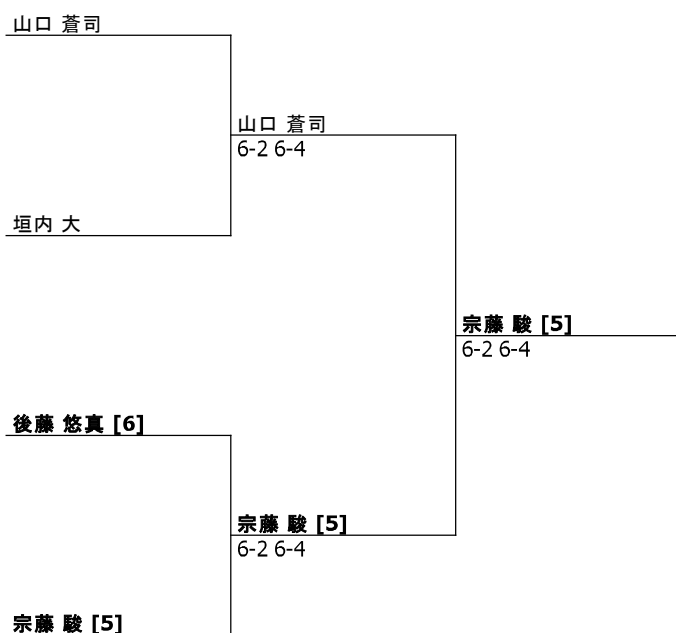 山口 蒼司
山口 蒼司
6-2 6-4
垣内 大
宗藤 駿 [5]
6-2 6-4
後藤 悠真 [6]
宗藤 駿 [5]
6-2 6-4
宗藤 駿 [5]